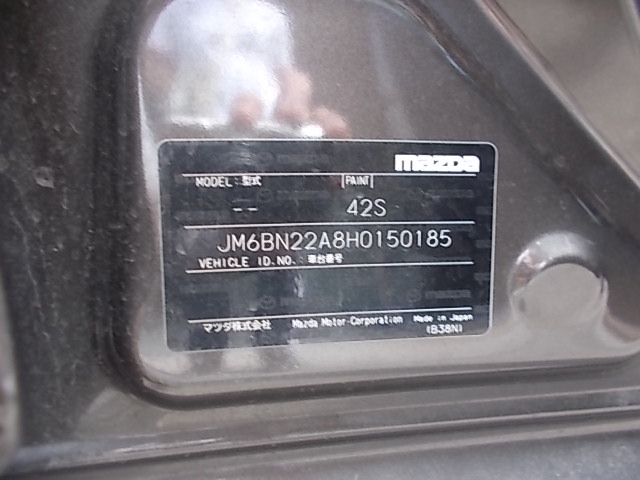 mazda
MODEL : 型式 PAINT
-- 42S
JM6BN22A8H0150185
VEHICLE ID.NO. : 車台番号
マツダ株式会社 Mazda Motor Corporation Made in Japan
(B38N)